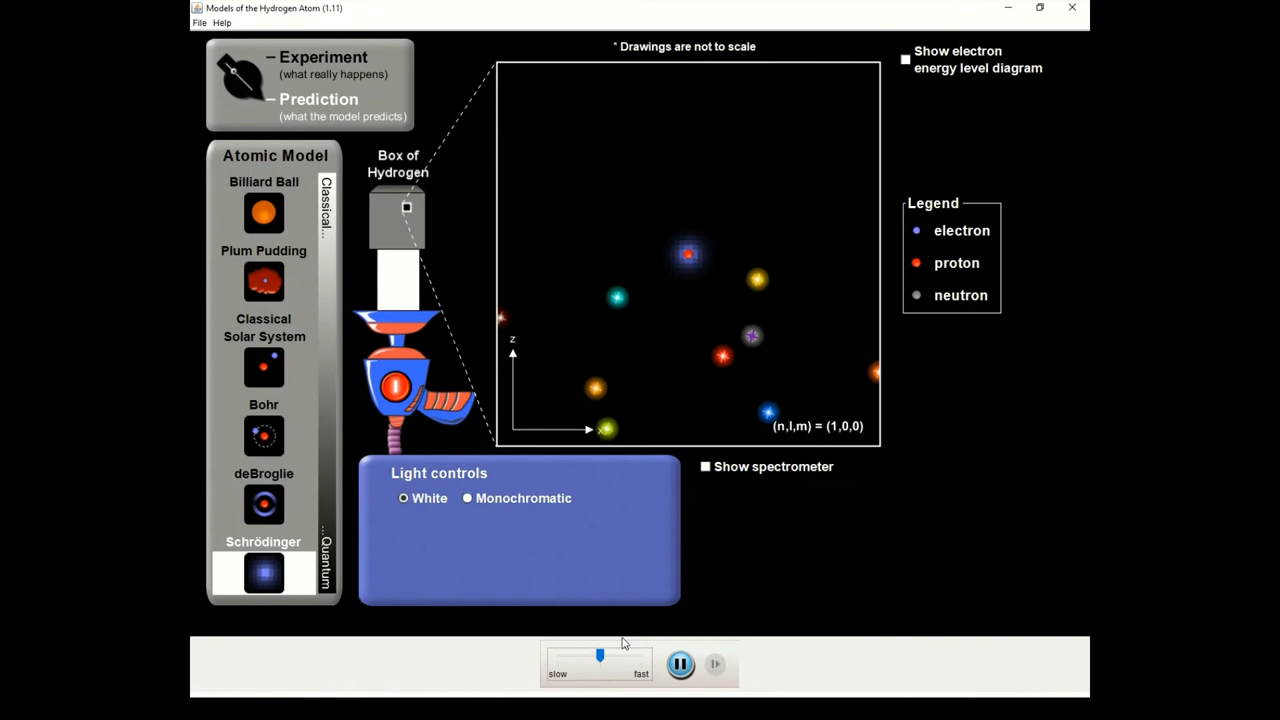 Models of the Hydrogen Atom (1.11)
File Help
* Drawings are not to scale
Experiment
(what really happens)
Prediction
(what the model predicts)
Show electron
energy level diagram
Atomic Model
Billiard Ball
Plum Pudding
Classical
Solar System
Bohr
deBroglie
Schrödinger
Classical...
...Quantum
Box of
Hydrogen
z
x
(n,l,m) = (1,0,0)
Legend
electron
proton
neutron
Show spectrometer
Light controls
White Monochromatic
slow fast